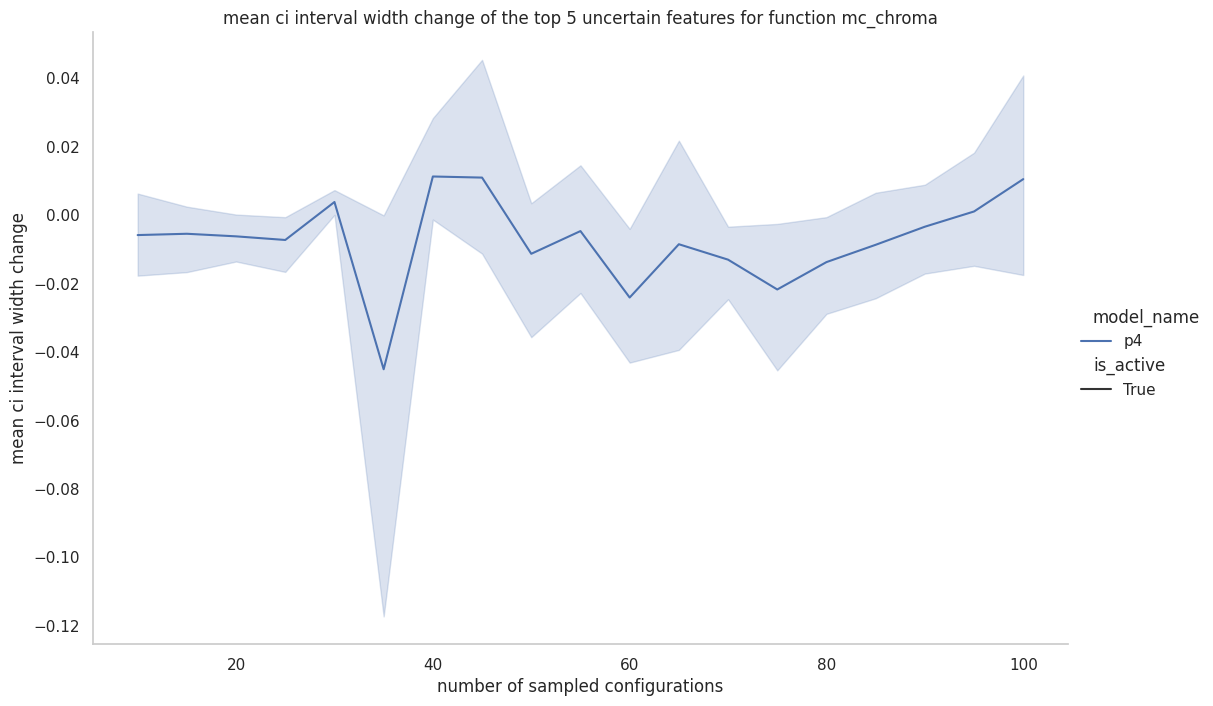 mean ci interval width change of the top 5 uncertain features for function mc_chroma
mean ci interval width change
0.04
0.02
0.00
−0.02
−0.04
−0.06
−0.08
−0.10
−0.12
20
40
60
80
100
number of sampled configurations
model_name
p4
is_active
True